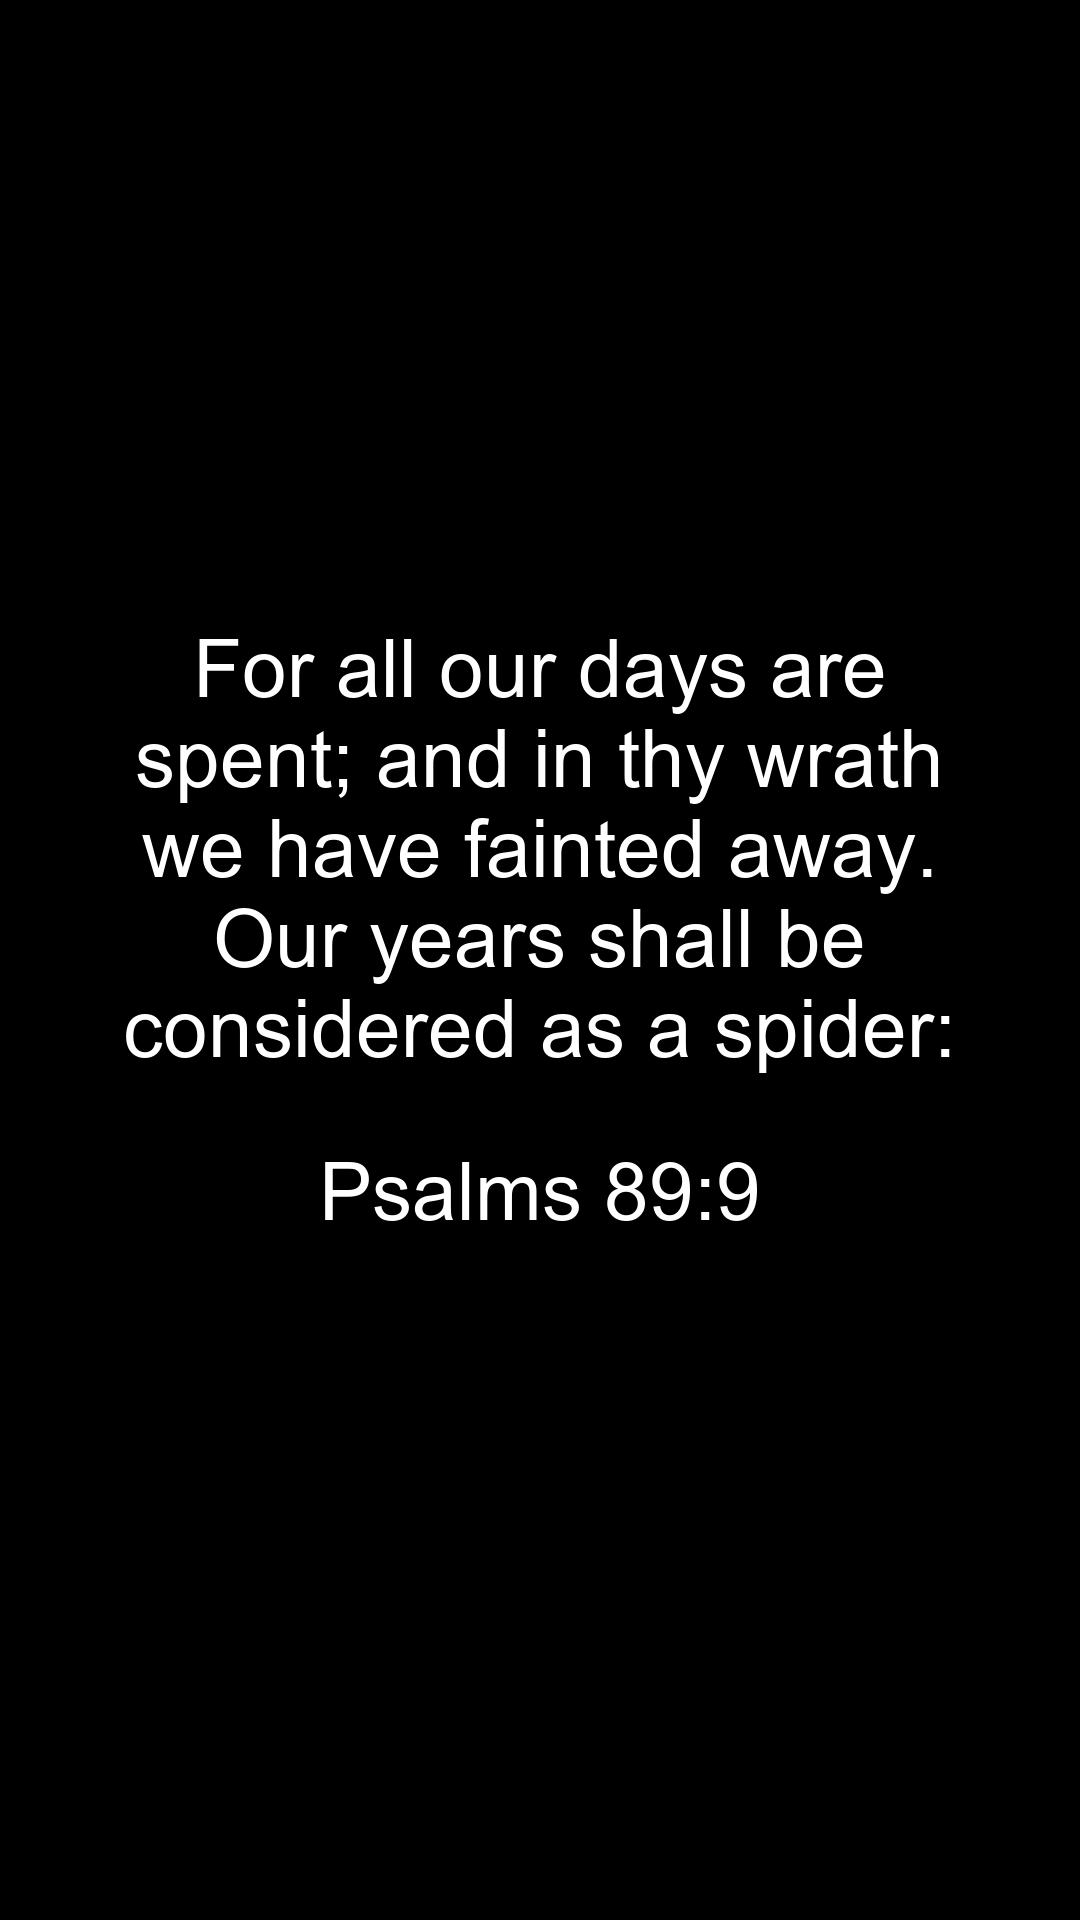 For all our days are
spent; and in thy wrath
we have fainted away.
Our years shall be
considered as a spider:
Psalms 89:9